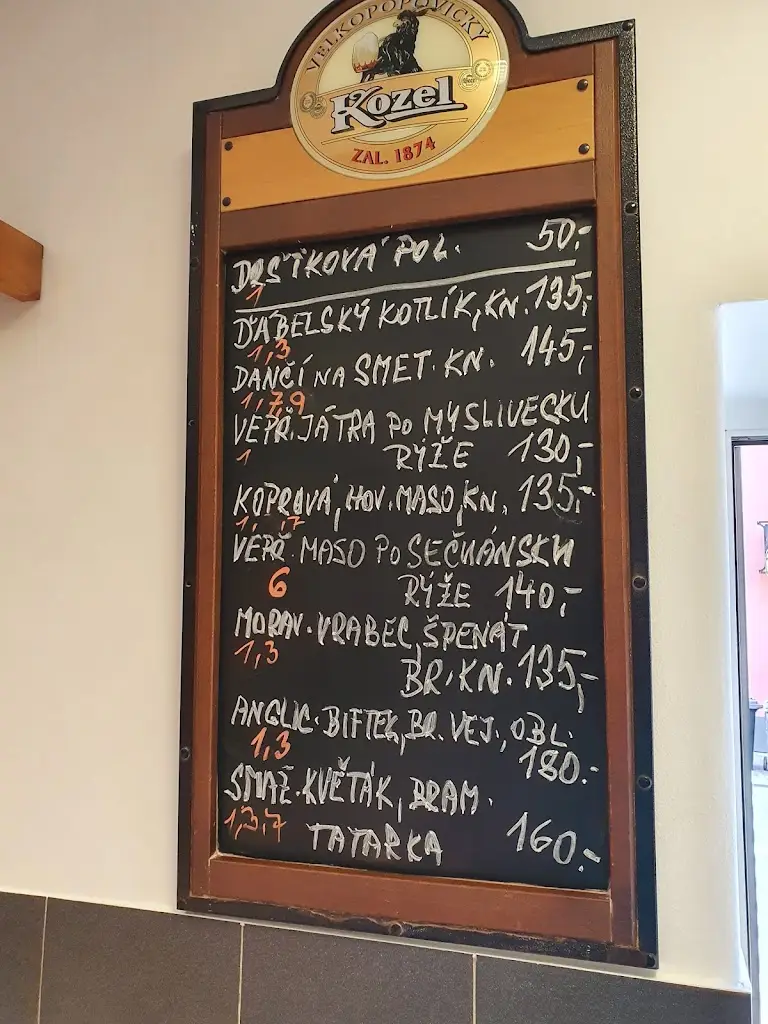 VELKOPOPOVICKÝ
Kozel
ZAL. 1874
DRŠTKOVÁ POL. 50,-
1
ĎÁBELSKÝ KOTLÍK, KN. 135,-
1,3
DANČÍ NA SMET. KN. 145,-
1,7,9
VEPŘ. JÁTRA PO MYSLIVECKU
1 RÝŽE 130,-
KOPROVÁ, HOV. MASO, KN. 135,-
1, 7
VEPŘ. MASO PO SEČUÁNSKU
6 RÝŽE 140,-
MORAV. VRABEC, ŠPENÁT
1,3
BR. KN. 135,-
ANGLIC. BIFTEK, BR. VEJ., OBL.
1,3
180.-
SMAŽ. KVĚTÁK, BRAM.
1,3,7 TATARKA 160,-